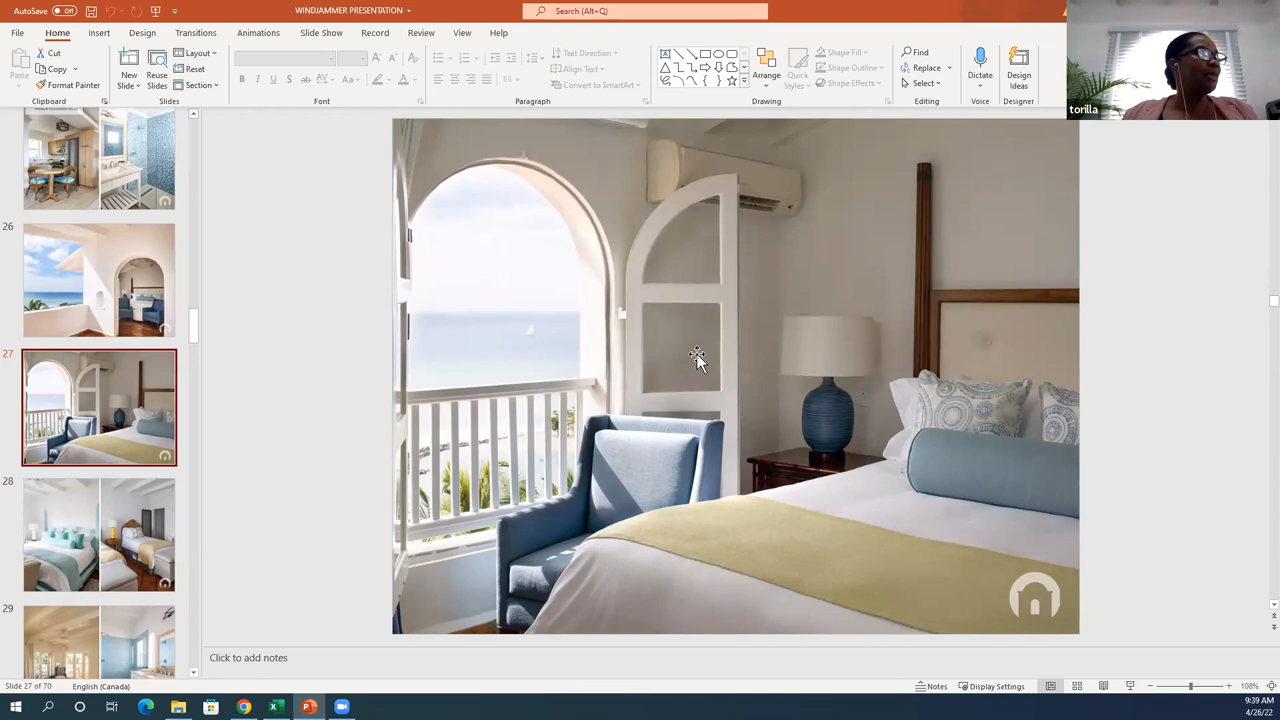 AutoSave Off
WINDJAMMER PRESENTATION
Search (Alt+Q)
File Home Insert Design Transitions Animations Slide Show Record Review View Help
Paste
Cut
Copy
Format Painter
Clipboard
New Slide
Reuse Slides
Layout
Reset
Section
Slides
B I U S ab AV Aa A
Font
Text Direction
Align Text
Convert to SmartArt
Paragraph
Arrange
Quick Styles
Shape Fill
Shape Outline
Shape Effects
Drawing
Find
Replace
Select
Editing
Dictate
Voice
Design Ideas
Designer
torilla
26
27
28
29
Click to add notes
Slide 27 of 70 English (Canada)
Notes Display Settings 108%
9:39 AM
4/26/22